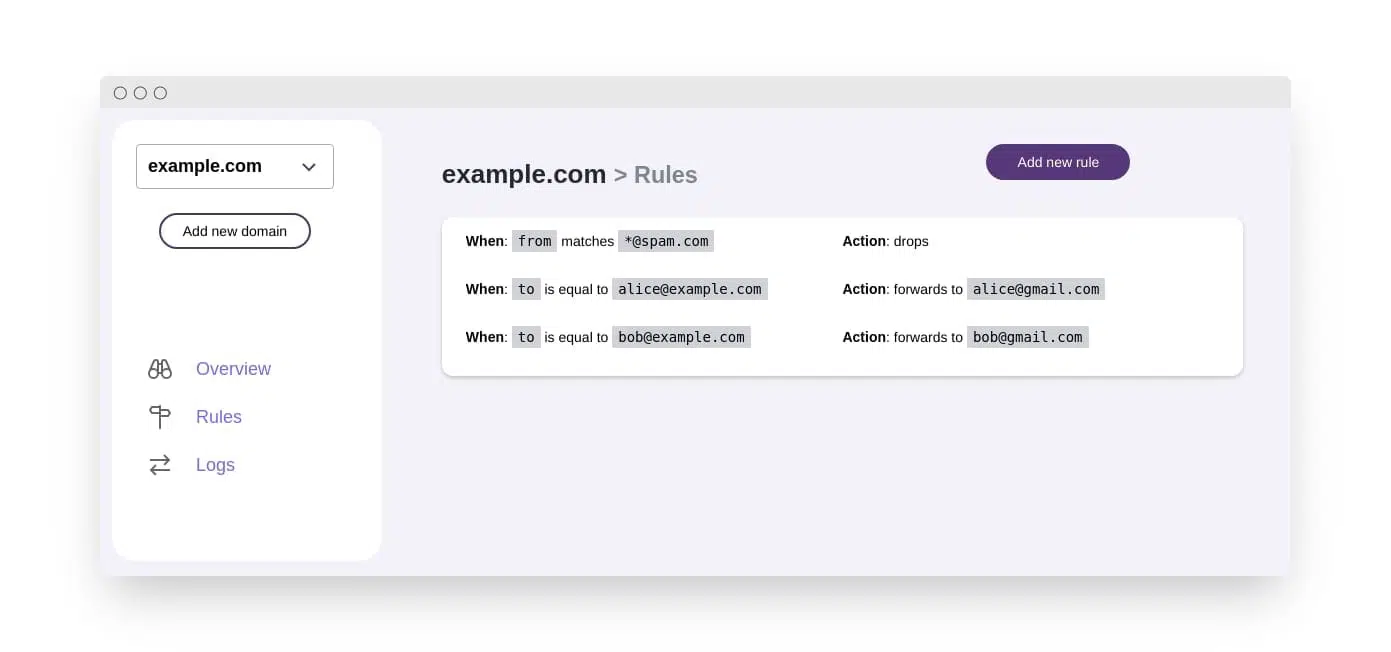 example.com
Add new domain
Overview
Rules
Logs
example.com > Rules
Add new rule
When: from matches *@spam.com Action: drops
When: to is equal to alice@example.com Action: forwards to alice@gmail.com
When: to is equal to bob@example.com Action: forwards to bob@gmail.com